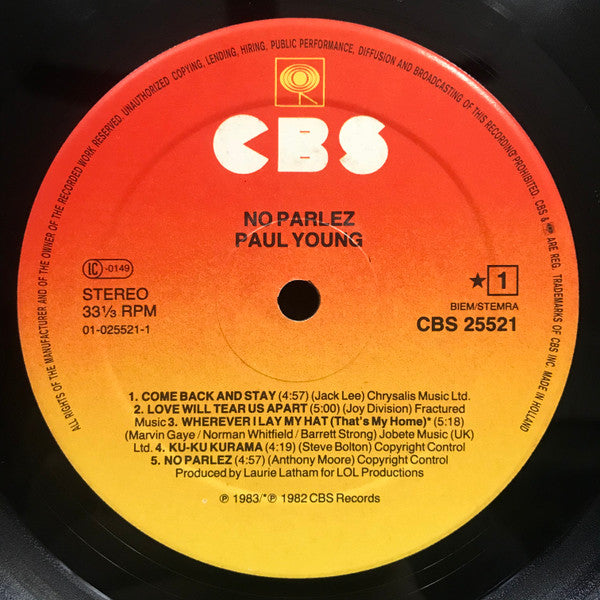 ALL RIGHTS OF THE MANUFACTURER AND OF THE OWNER OF THE RECORDED WORK RESERVED. UNAUTHORIZED COPYING, LENDING, HIRING, PUBLIC PERFORMANCE, DIFFUSION AND BROADCASTING OF THIS RECORD PROHIBITED. CBS & ARE REG. TRADEMARKS OF CBS INC. MADE IN HOLLAND
CBS
NO PARLEZ
PAUL YOUNG
IC -0149
STEREO
33 1/3 RPM
01-025521-1
★ 1
BIEM/STEMRA
CBS 25521
1. COME BACK AND STAY (4:57) (Jack Lee) Chrysalis Music Ltd.
2. LOVE WILL TEAR US APART (5:00) (Joy Division) Fractured
Music 3. WHEREVER I LAY MY HAT (That's My Home)* (5:18)
(Marvin Gaye / Norman Whitfield / Barrett Strong) Jobete Music (UK)
Ltd. 4. KU-KU KURAMA (4:19) (Steve Bolton) Copyright Control
5. NO PARLEZ (4:57) (Anthony Moore) Copyright Control
Produced by Laurie Latham for LOL Productions
℗ 1983/*℗ 1982 CBS Records